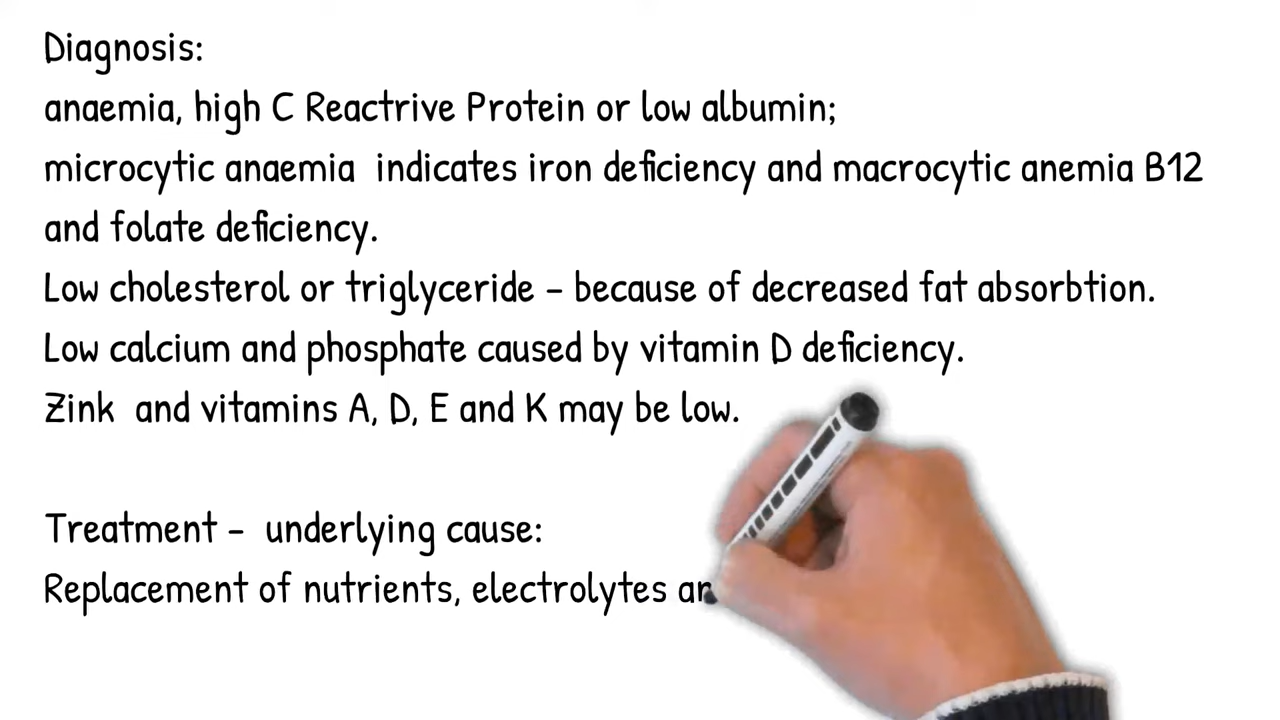 Diagnosis:
anaemia, high C Reactrive Protein or low albumin;
microcytic anaemia indicates iron deficiency and macrocytic anemia B12
and folate deficiency.
Low cholesterol or triglyceride – because of decreased fat absorbtion.
Low calcium and phosphate caused by vitamin D deficiency.
Zink and vitamins A, D, E and K may be low.
Treatment – underlying cause:
Replacement of nutrients, electrolytes